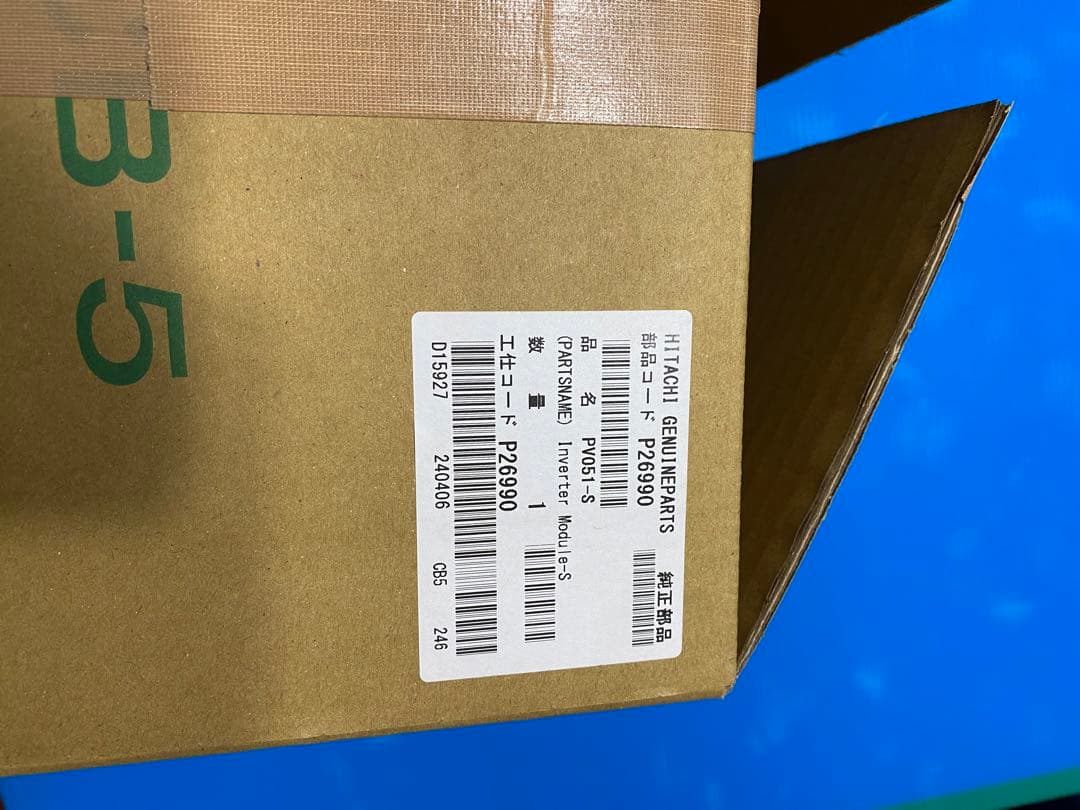 3-5
HITACHI GENUINEPARTS 純正部品
部品コード P26990
品 名 PV051-S
(PARTSNAME) Inverter Module-S
数 量 1
工仕コード P26990
D15927 240406 CB5 246